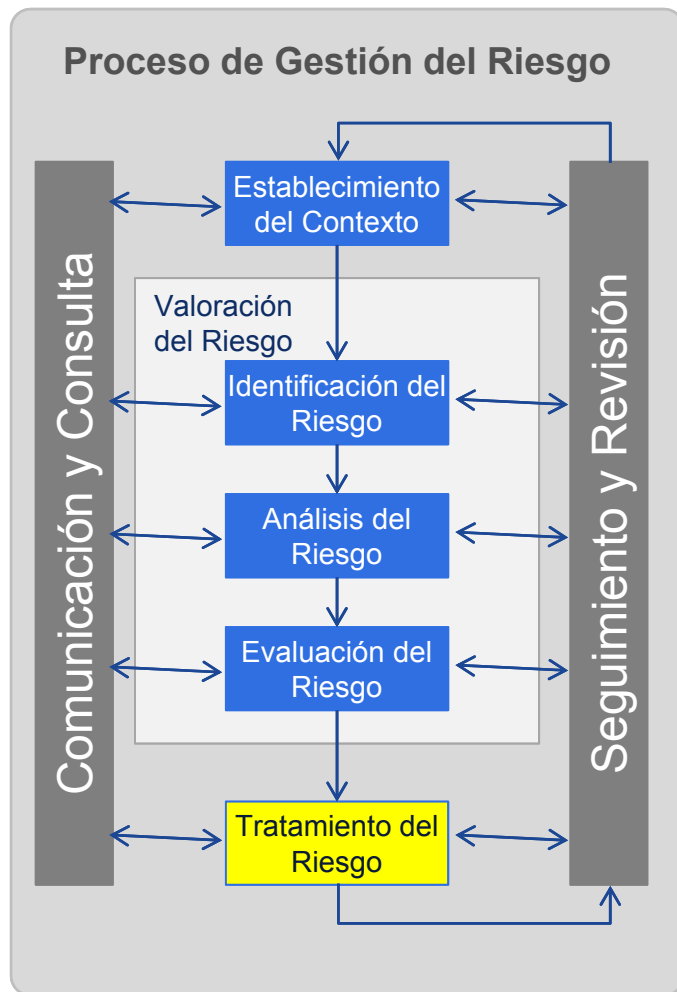 Proceso de Gestión del Riesgo
Comunicación y Consulta
Establecimiento
del Contexto
Valoración
del Riesgo
Identificación del
Riesgo
Análisis del
Riesgo
Evaluación del
Riesgo
Tratamiento del
Riesgo
Seguimiento y Revisión